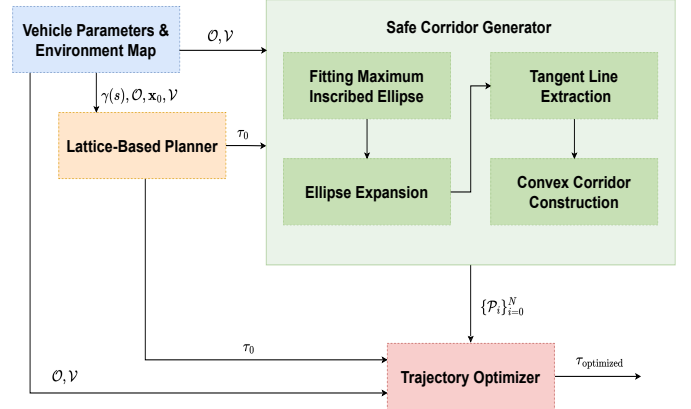 Vehicle Parameters &
Environment Map
𝒪, 𝒱
Safe Corridor Generator
Fitting Maximum
Inscribed Ellipse
Tangent Line
Extraction
γ(s), 𝒪, x₀, 𝒱
Lattice-Based Planner
τ₀
Ellipse Expansion
Convex Corridor
Construction
{𝒫ᵢ}ᵢ₌₀ᴺ
τ₀
𝒪, 𝒱
Trajectory Optimizer
τ_optimized